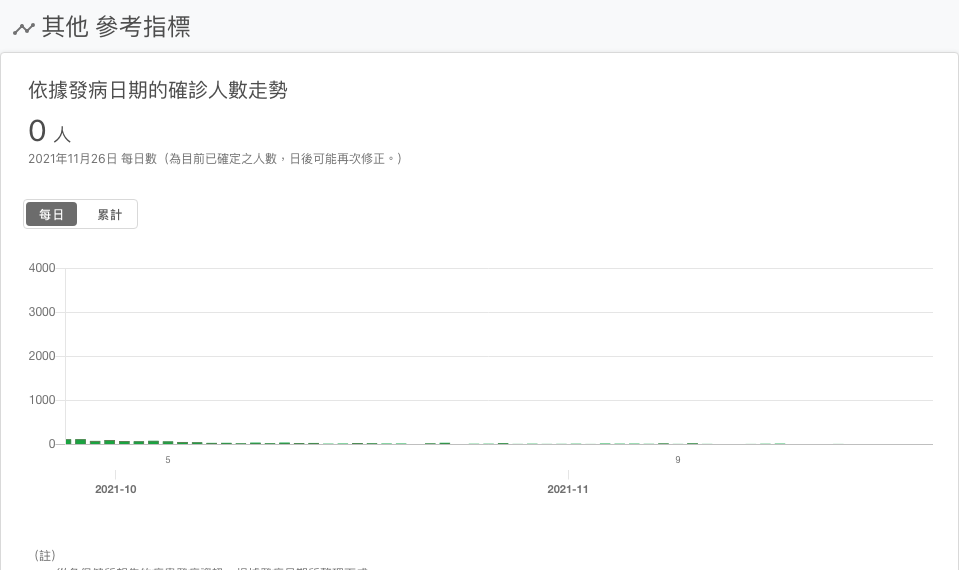 其他 參考指標
依據發病日期的確診人數走勢
0 人
2021年11月26日 每日數（為目前已確定之人數，日後可能再次修正。）
每日 累計
4000
3000
2000
1000
0
5 9
2021-10 2021-11
（註）